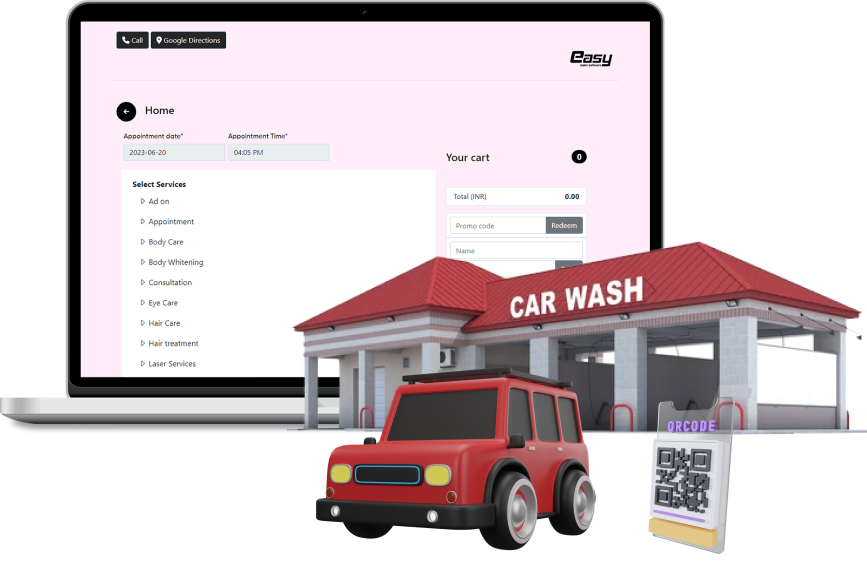 Call Google Directions
easy
Home
Appointment date*
Appointment Time*
2023-06-20
04:05 PM
Your cart
0
Select Services
Ad on
Appointment
Body Care
Body Whitening
Consultation
Eye Care
Hair Care
Hair treatment
Laser Services
Total (INR)
0.00
Promo code
Redeem
Name
CAR WASH
QRCODE